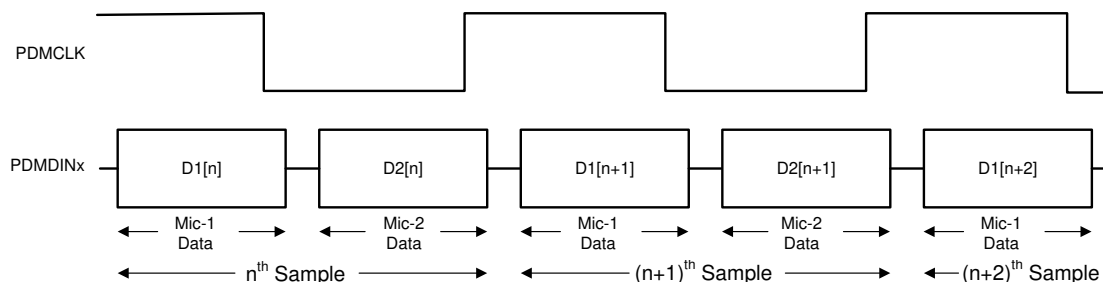 PDMCLK
PDMDINx
D1[n]
D2[n]
D1[n+1]
D2[n+1]
D1[n+2]
Mic-1
Data
Mic-2
Data
Mic-1
Data
Mic-2
Data
Mic-1
Data
nth Sample
(n+1)th Sample
(n+2)th Sample